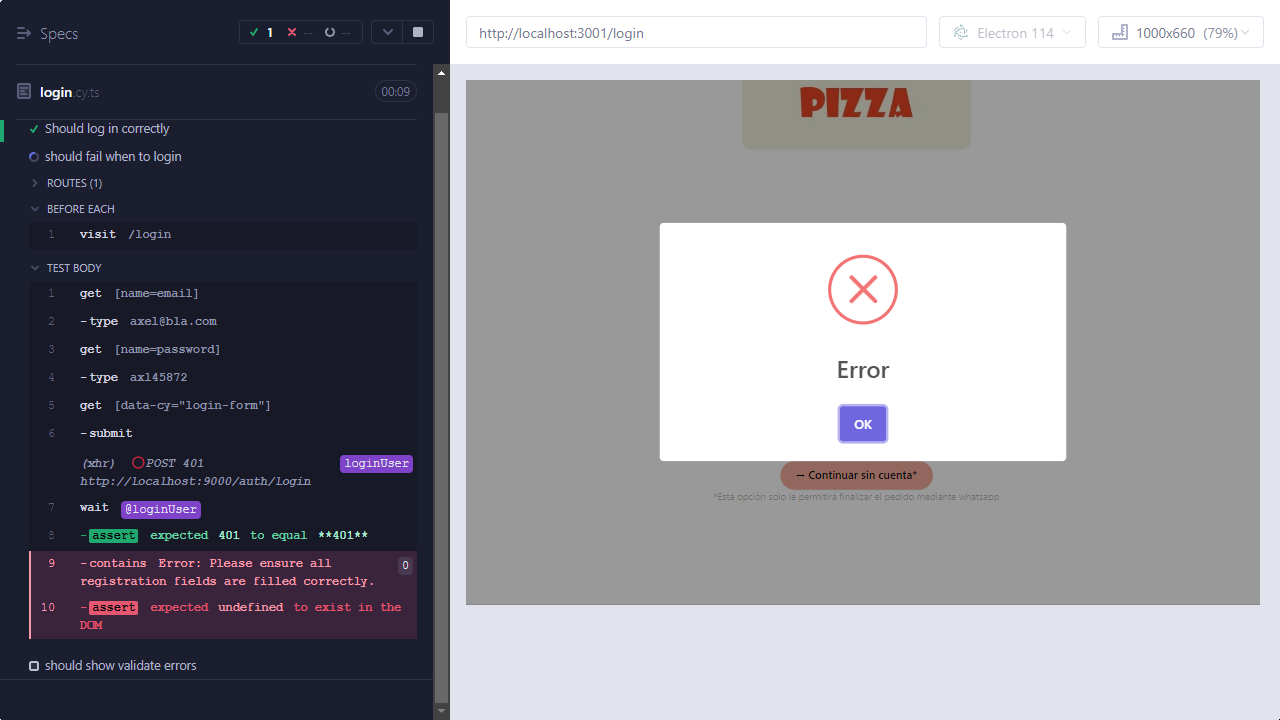 Specs
1
--
--
login.cy.ts
00:09
Should log in correctly
should fail when to login
ROUTES (1)
BEFORE EACH
1 visit /login
TEST BODY
1 get [name=email]
2 -type axel@bla.com
3 get [name=password]
4 -type axl45872
5 get [data-cy="login-form"]
6 -submit
(xhr) POST 401 loginUser
http://localhost:9000/auth/login
7 wait @loginUser
8 -assert expected 401 to equal **401**
9 -contains Error: Please ensure all 0
registration fields are filled correctly.
10 -assert expected undefined to exist in the
DOM
should show validate errors
http://localhost:3001/login
Electron 114
1000x660 (79%)
PIZZA
Error
OK
→ Continuar sin cuenta*
*Esta opción solo le permitirá finalizar el pedido mediante whatsapp